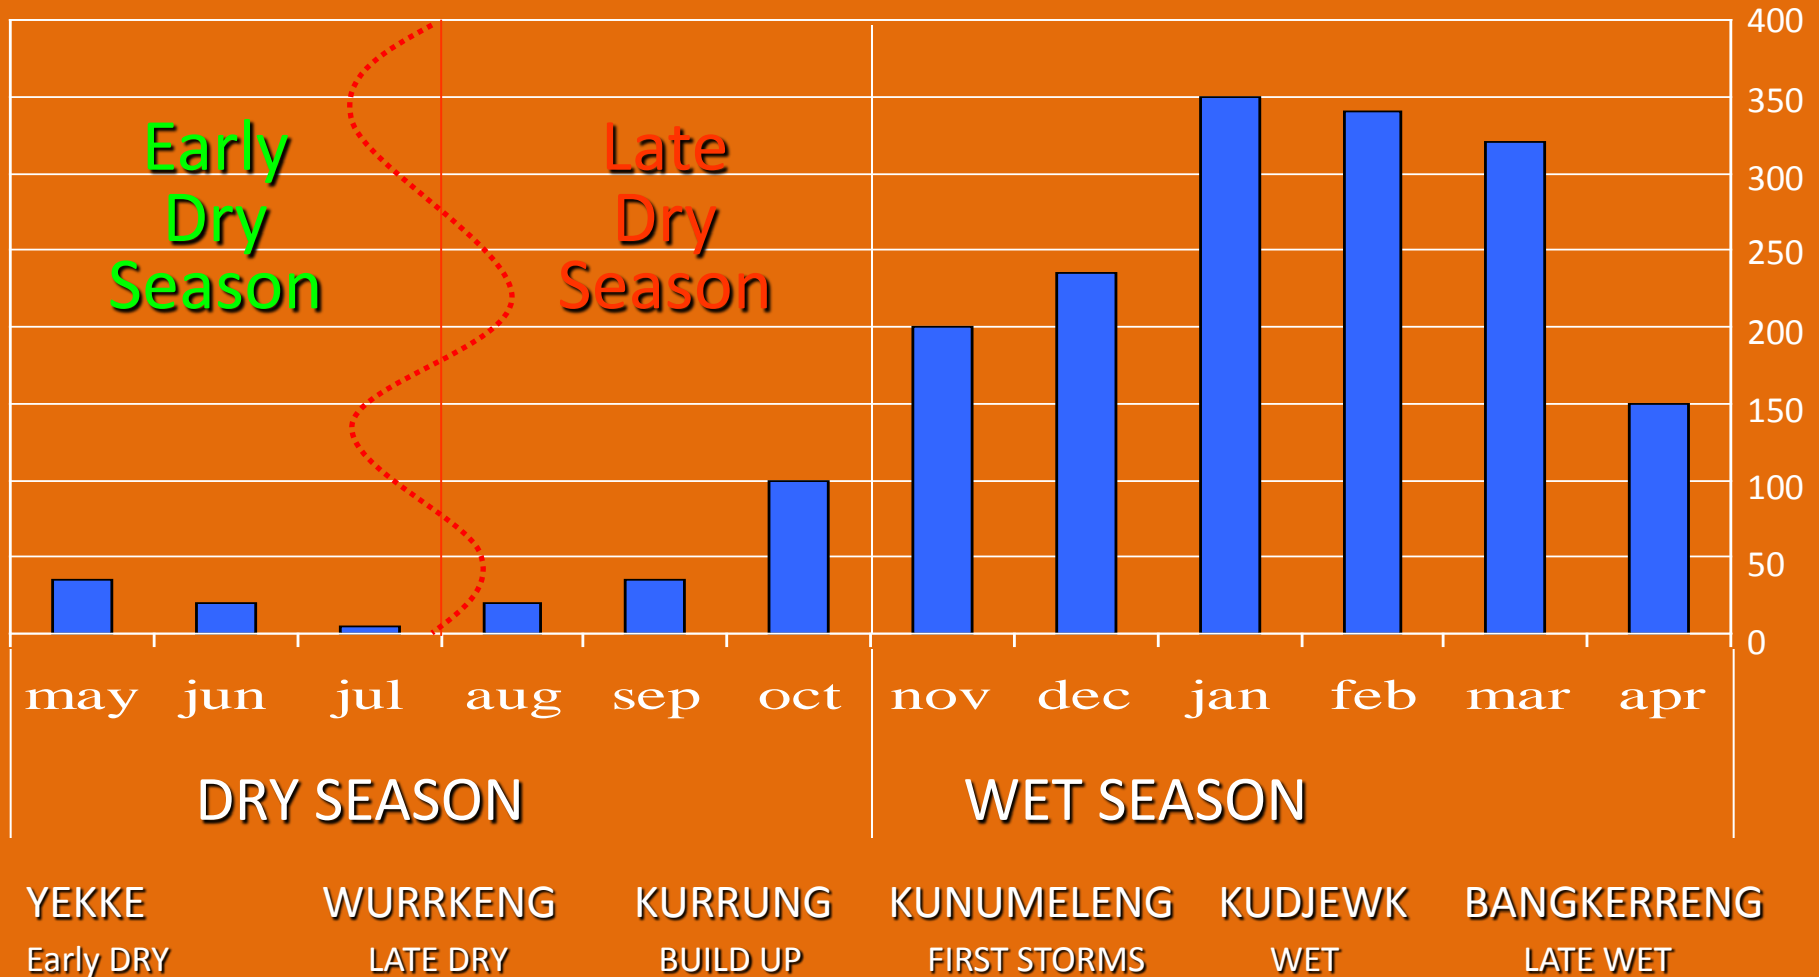 400
350
300
250
200
150
100
50
0
Early
Dry
Season
Late
Dry
Season
may jun jul aug sep oct nov dec jan feb mar apr
DRY SEASON WET SEASON
YEKKE WURRKENG KURRUNG KUNUMELENG KUDJEWK BANGKERRENG
Early DRY LATE DRY BUILD UP FIRST STORMS WET LATE WET